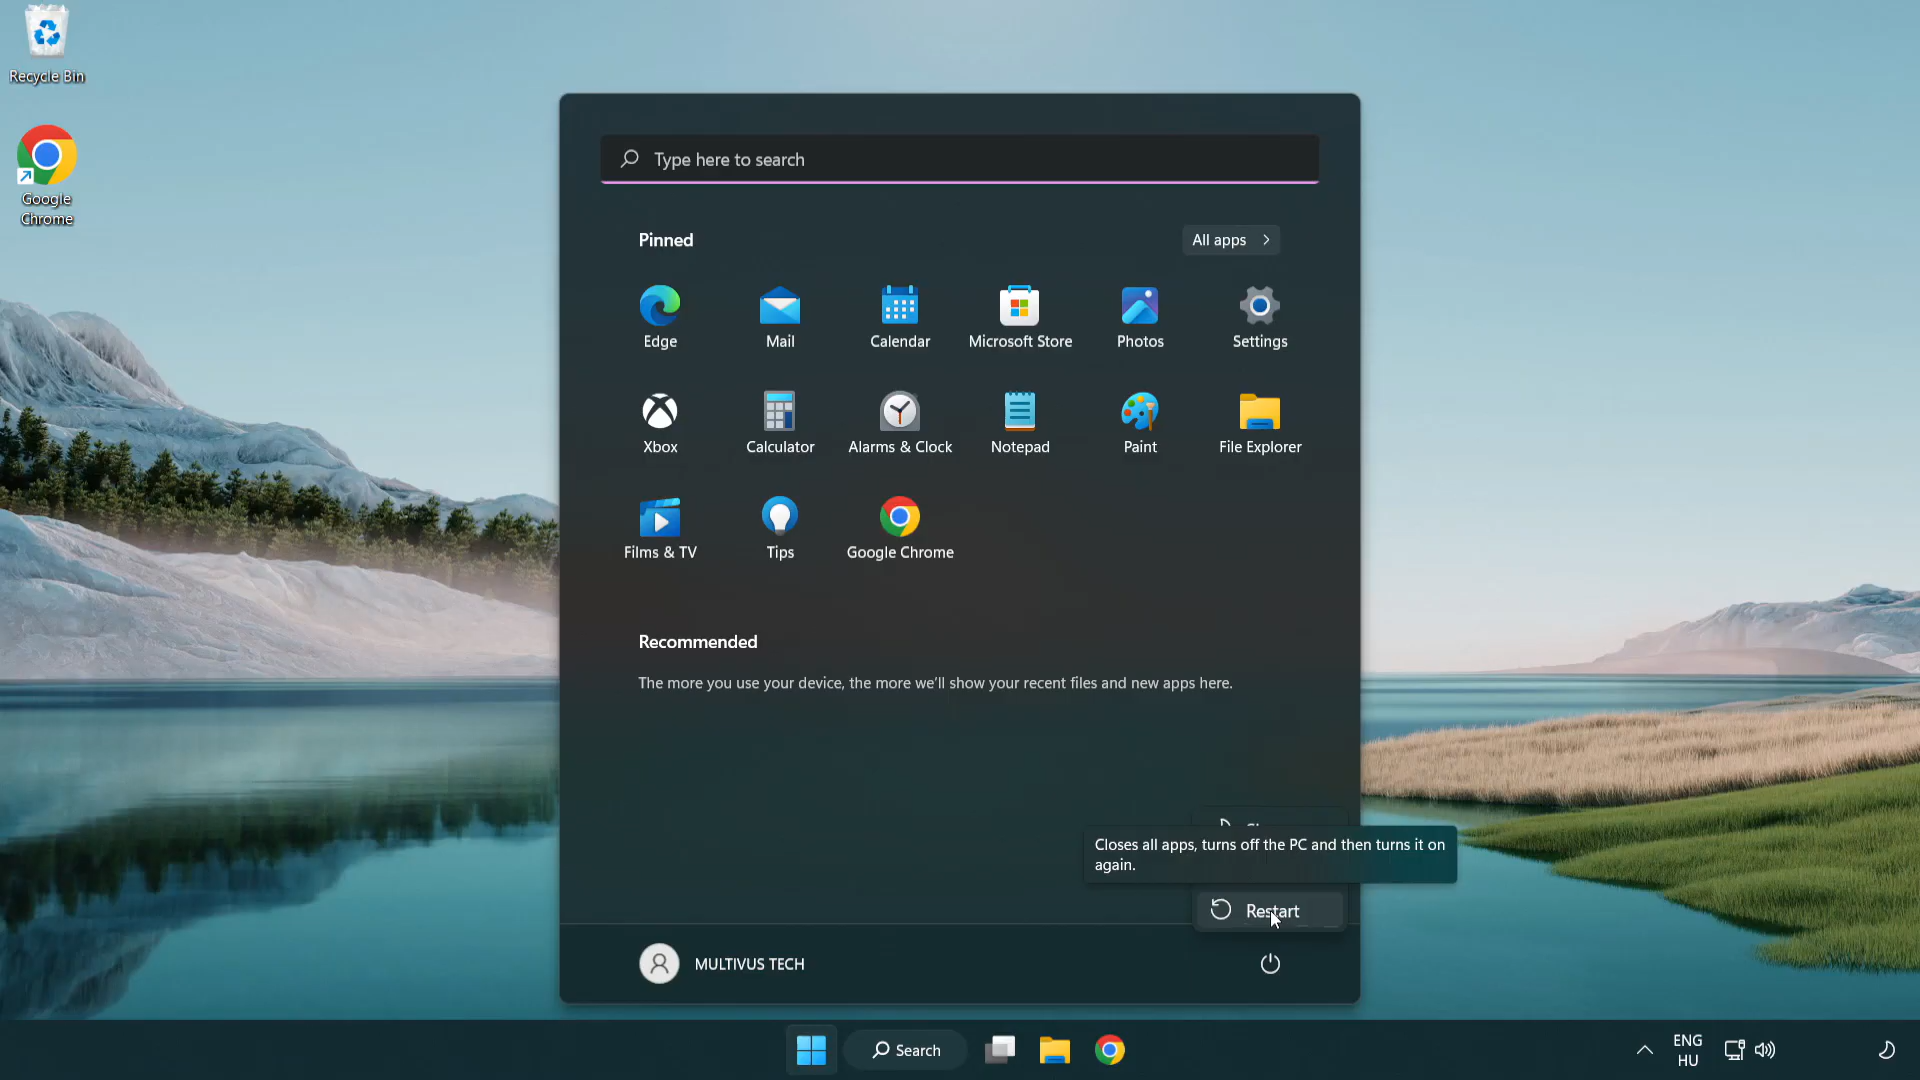 Recycle Bin
Google
Chrome
Type here to search
Pinned
All apps
Edge
Mail
Calendar
Microsoft Store
Photos
Settings
Xbox
Calculator
Alarms & Clock
Notepad
Paint
File Explorer
Films & TV
Tips
Google Chrome
Recommended
The more you use your device, the more we'll show your recent files and new apps here.
Closes all apps, turns off the PC and then turns it on
again.
Restart
MULTIVUS TECH
Search
ENG
HU